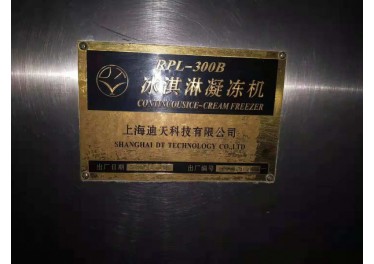 RPL-300B
冰淇淋凝冻机
CONTINUOUSICE-CREAM FREEZER
上海迪天科技有限公司
SHANGHAI DT TECHNOLOGY CO.,LTD
出厂日期 出厂编号